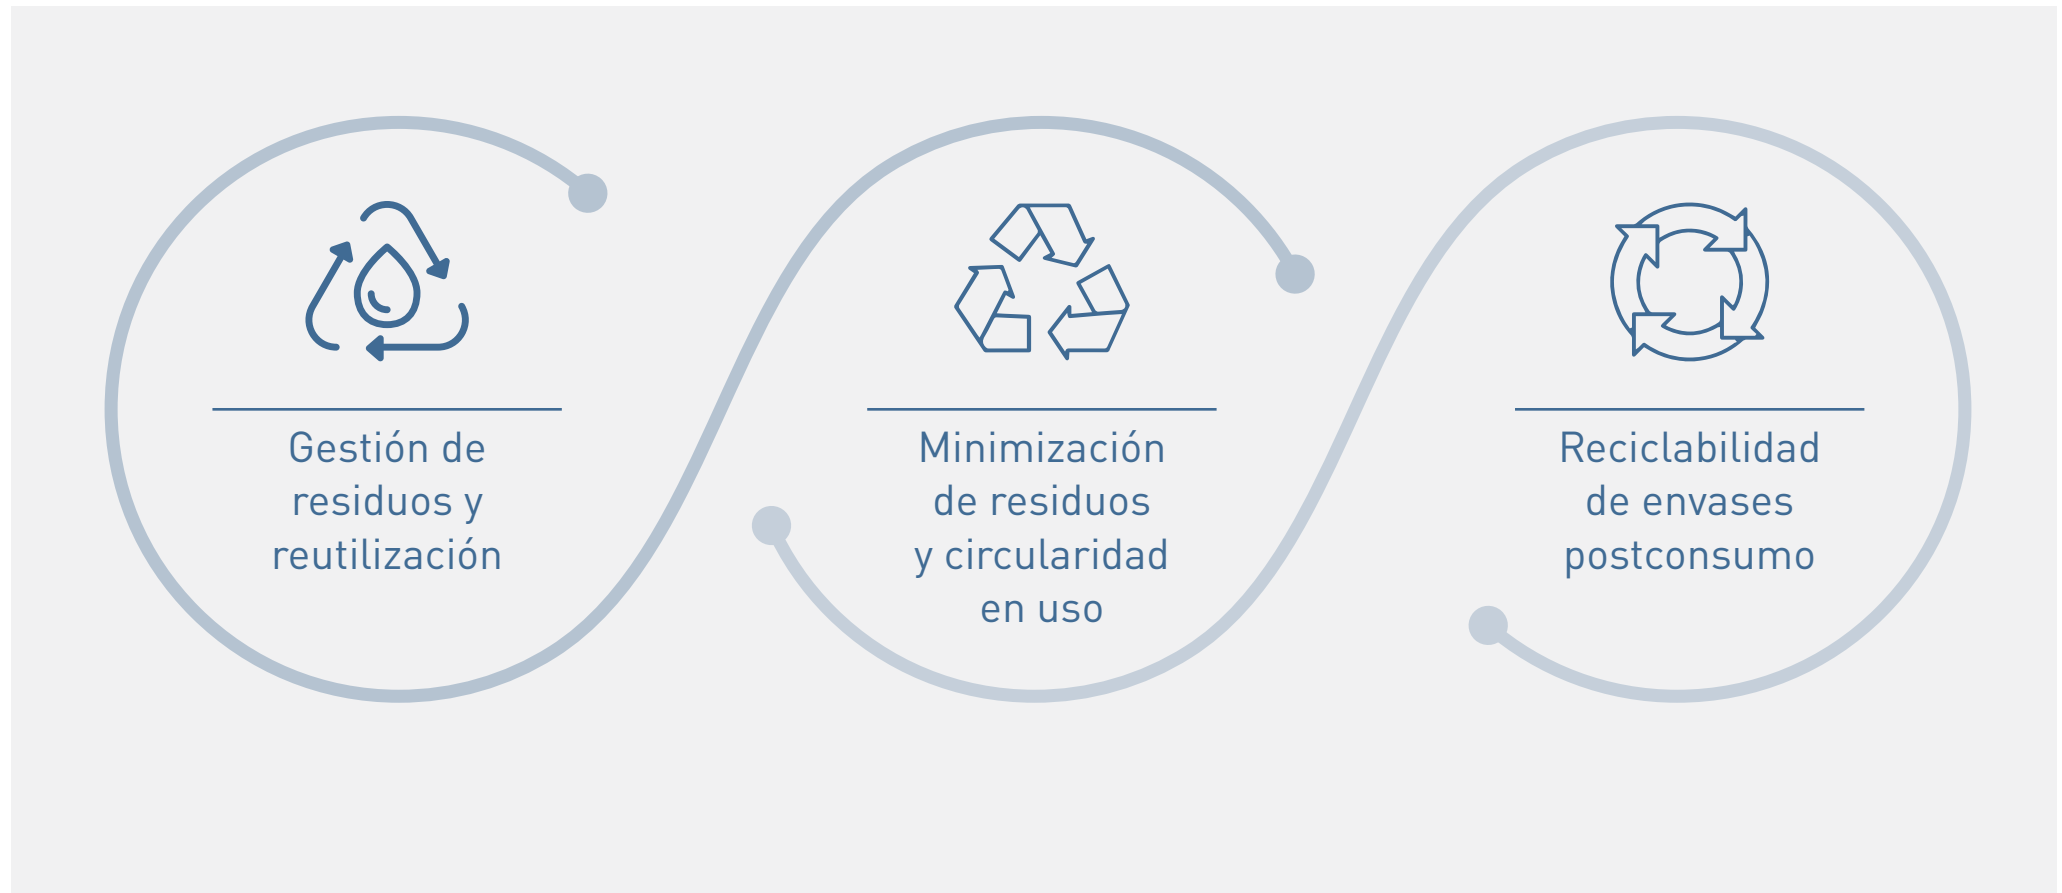 Gestión de
residuos y
reutilización
Minimización
de residuos
y circularidad
en uso
Reciclabilidad
de envases
postconsumo